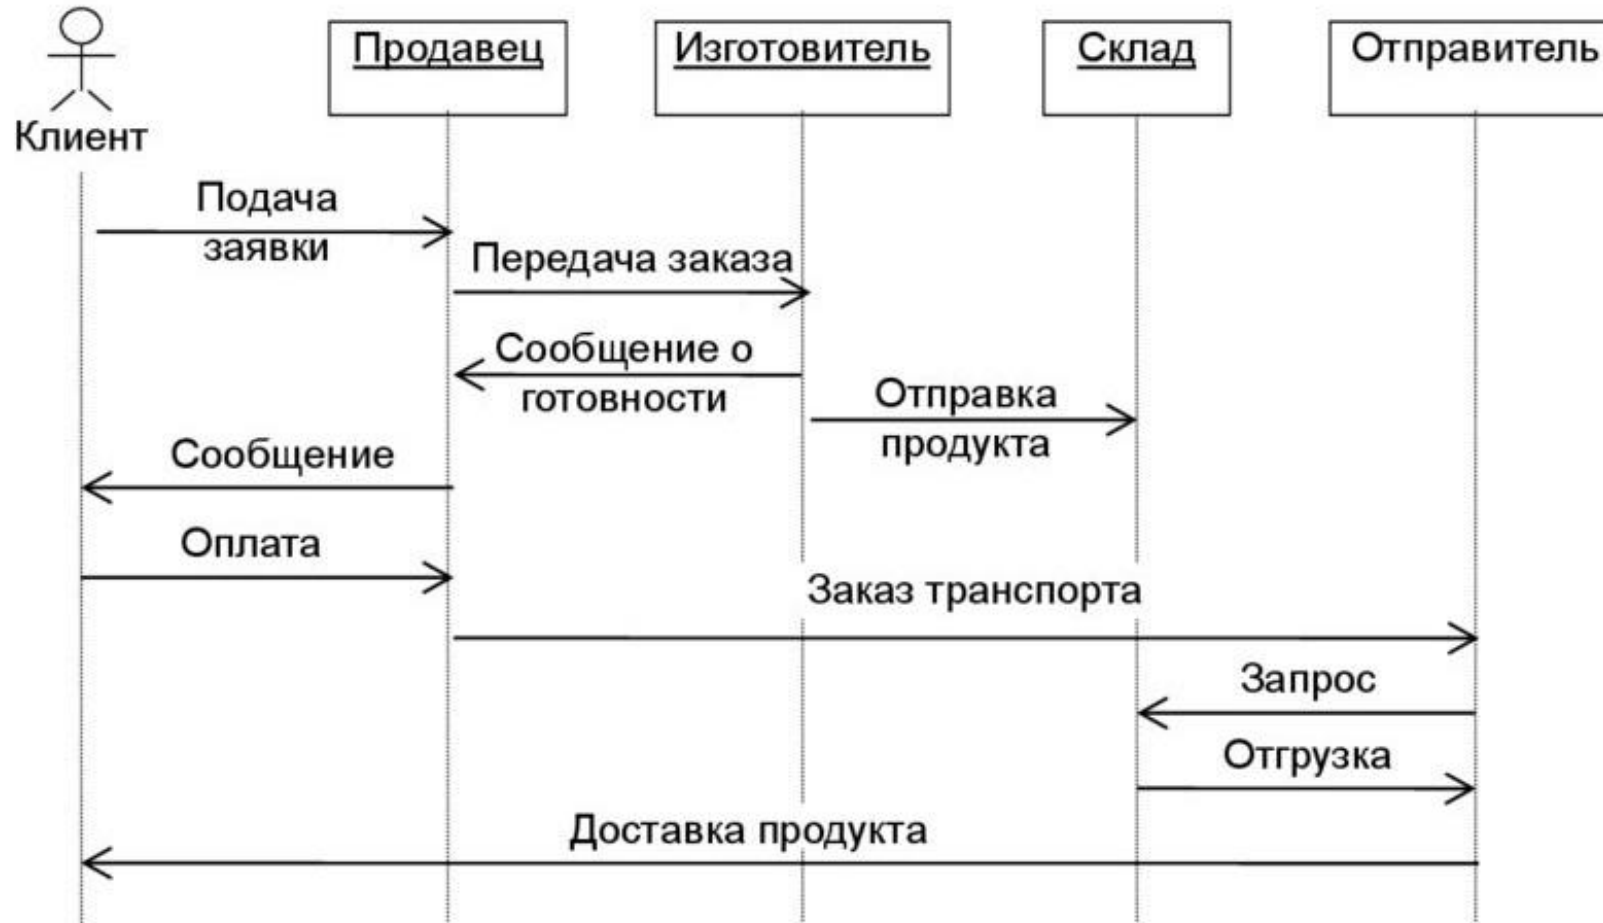 Клиент
Продавец
Изготовитель
Склад
Отправитель
Подача
заявки
Передача заказа
Сообщение о
готовности
Отправка
продукта
Сообщение
Оплата
Заказ транспорта
Запрос
Отгрузка
Доставка продукта